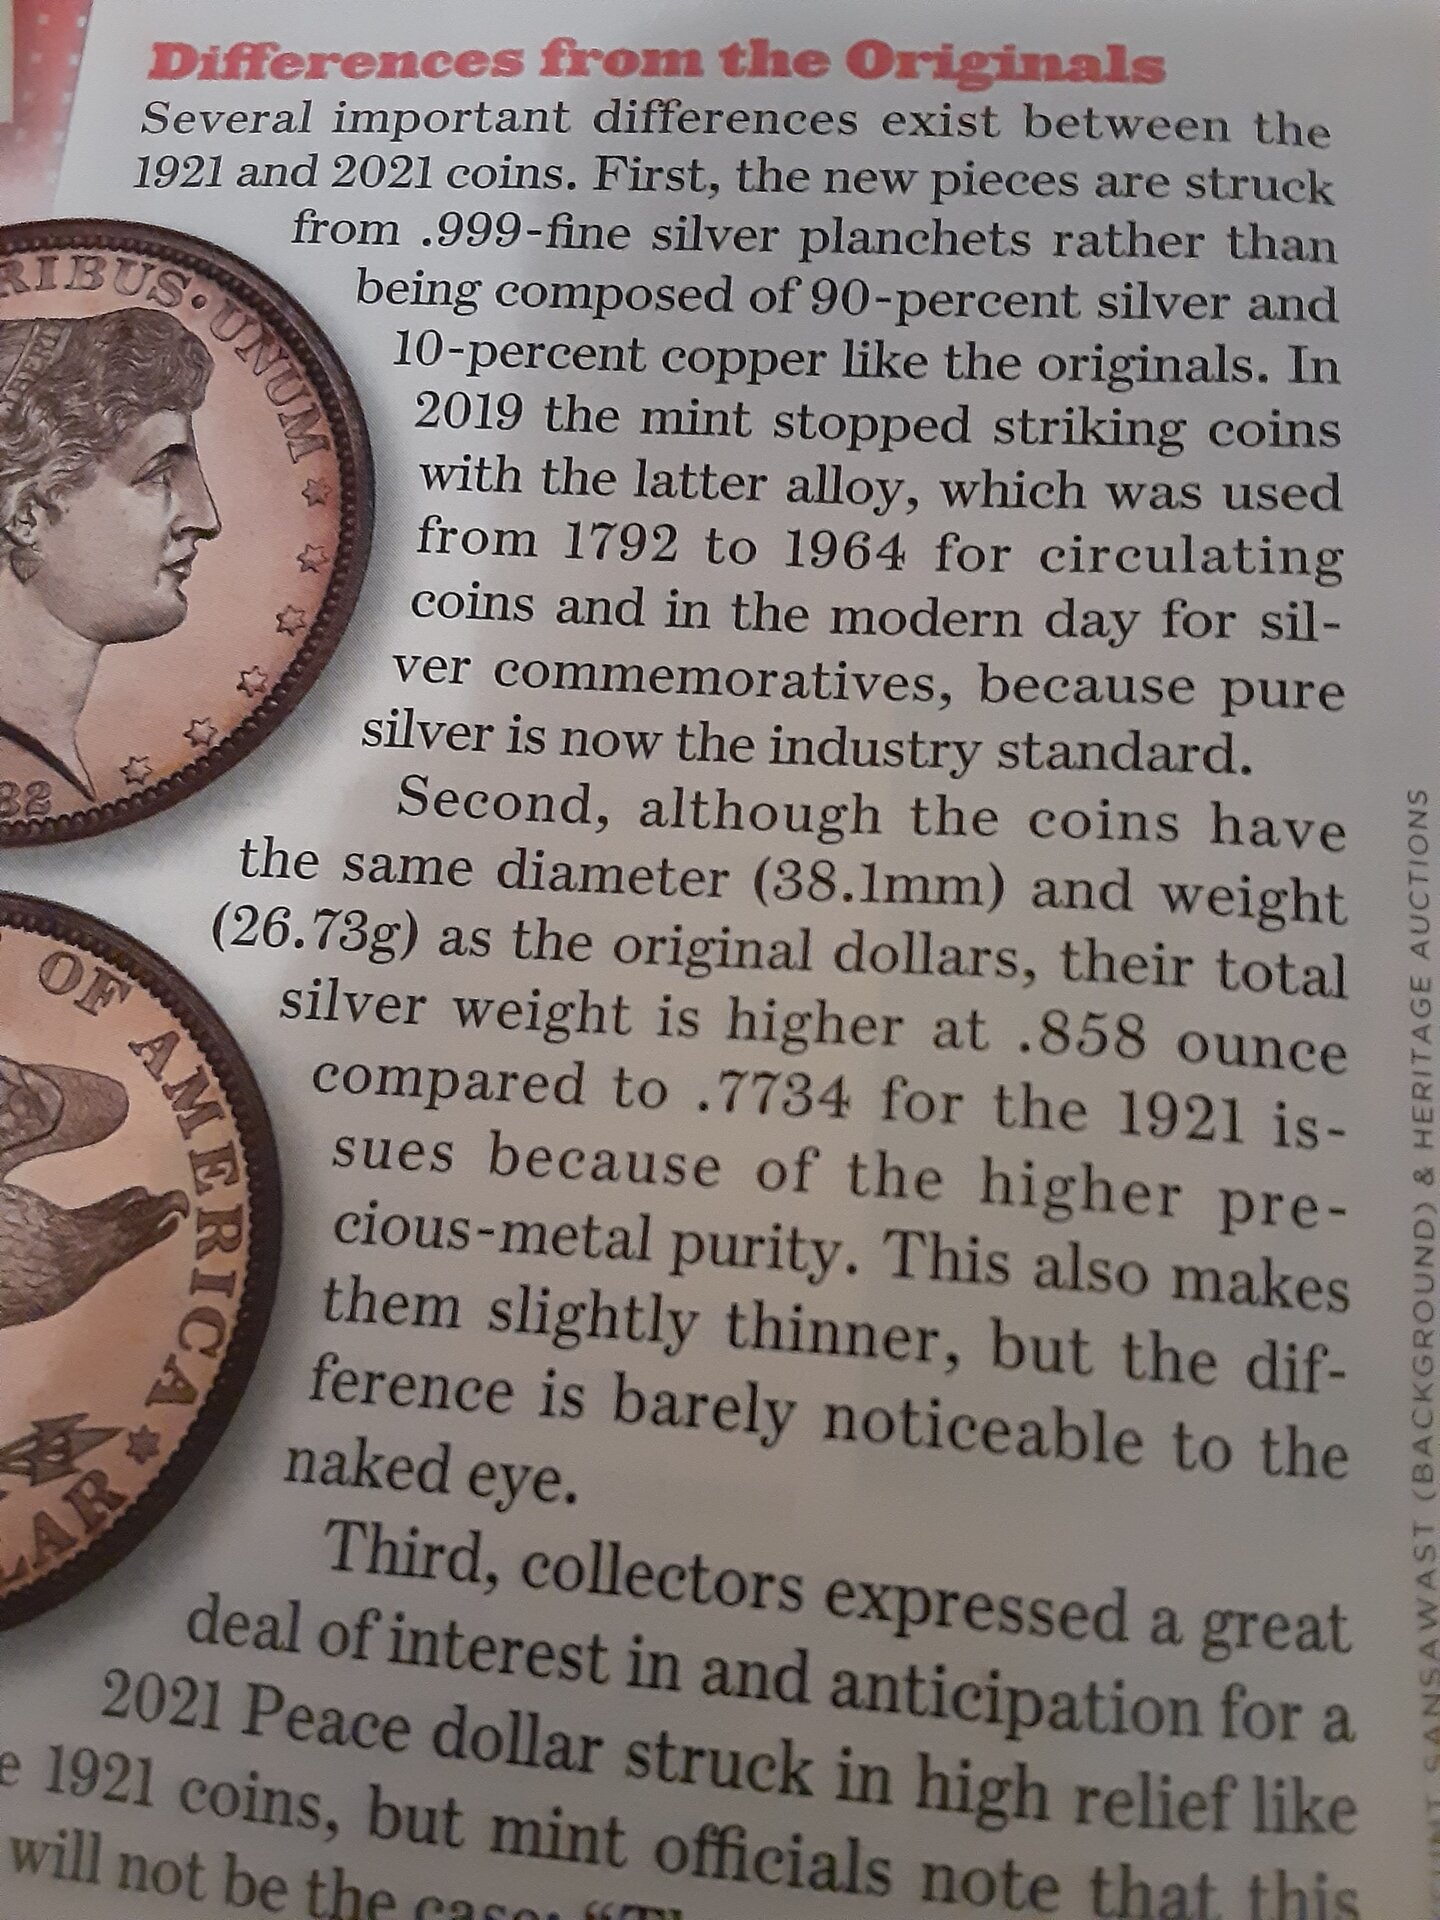 Differences from the Originals
Several important differences exist between the
1921 and 2021 coins. First, the new pieces are struck
from .999-fine silver planchets rather than
being composed of 90-percent silver and
10-percent copper like the originals. In
2019 the mint stopped striking coins
with the latter alloy, which was used
from 1792 to 1964 for circulating
coins and in the modern day for sil-
ver commemoratives, because pure
silver is now the industry standard.
Second, although the coins have
the same diameter (38.1mm) and weight
(26.73g) as the original dollars, their total
silver weight is higher at .858 ounce
compared to .7734 for the 1921 is-
sues because of the higher pre-
cious-metal purity. This also makes
them slightly thinner, but the dif-
ference is barely noticeable to the
naked eye.
Third, collectors expressed a great
deal of interest in and anticipation for a
2021 Peace dollar struck in high relief like
e 1921 coins, but mint officials note that this
will not be the case:
RIBUS • UNUM
32
OF AMERICA
LAR
SANSAWAST (BACKGROUND) & HERITAGE AUCTIONS